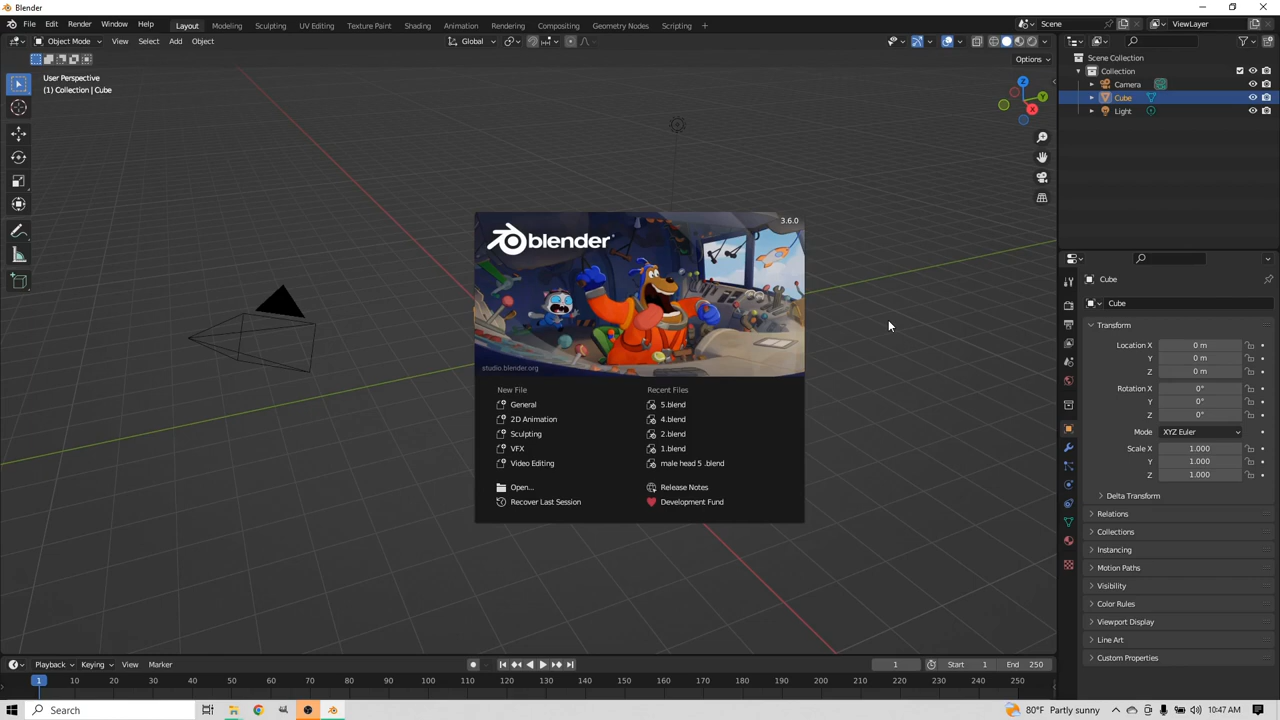 Blender
File Edit Render Window Help Layout Modeling Sculpting UV Editing Texture Paint Shading Animation Rendering Compositing Geometry Nodes Scripting + Scene ViewLayer
Object Mode View Select Add Object Global
Options
User Perspective
(1) Collection | Cube
Z
Y
X
Scene Collection
Collection
Camera
Cube
Light
3.6.0
blender
studio.blender.org
New File Recent Files
General 5.blend
2D Animation 4.blend
Sculpting 2.blend
VFX 1.blend
Video Editing male head 5 .blend
Open... Release Notes
Recover Last Session Development Fund
Cube
Cube
Transform
Location X 0 m
Y 0 m
Z 0 m
Rotation X 0°
Y 0°
Z 0°
Mode XYZ Euler
Scale X 1.000
Y 1.000
Z 1.000
Delta Transform
Relations
Collections
Instancing
Motion Paths
Visibility
Color Rules
Viewport Display
Line Art
Custom Properties
Playback Keying View Marker 1 Start 1 End 250
1 10 20 30 40 50 60 70 80 90 100 110 120 130 140 150 160 170 180 190 200 210 220 230 240 250
Search 80°F Partly sunny 10:47 AM